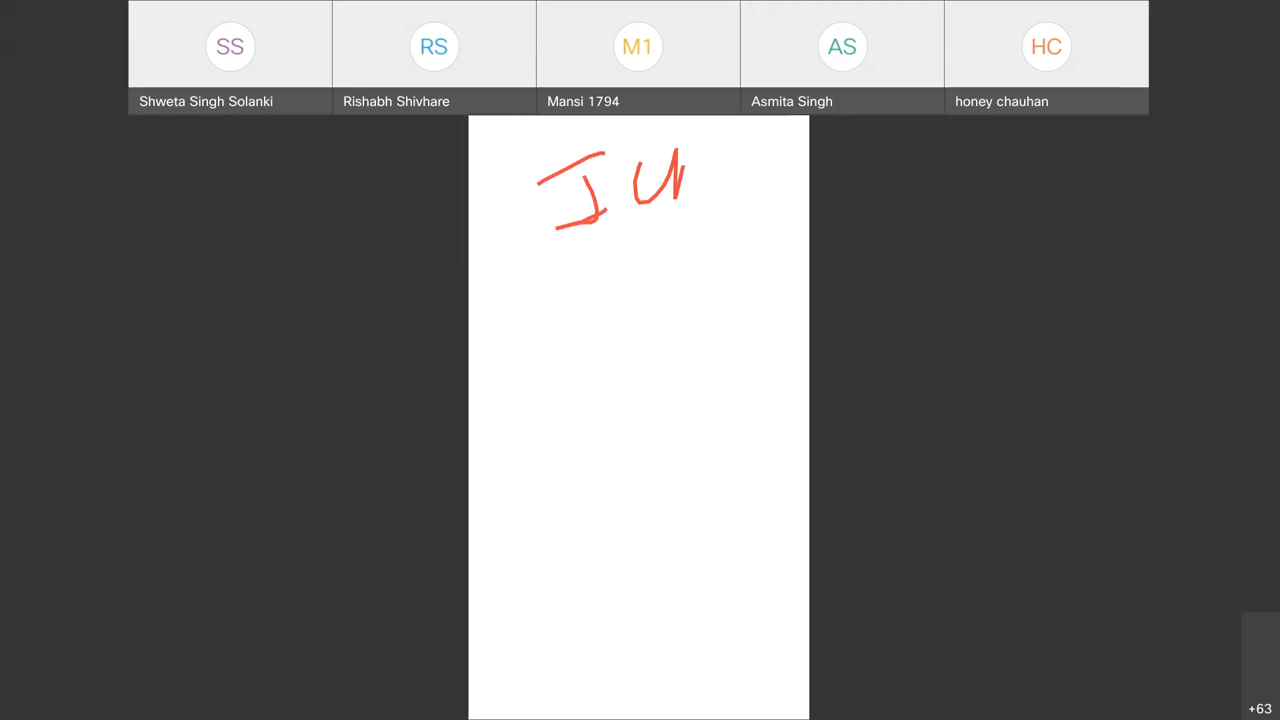 SS RS M1 AS HC
Shweta Singh Solanki Rishabh Shivhare Mansi 1794 Asmita Singh honey chauhan
+63